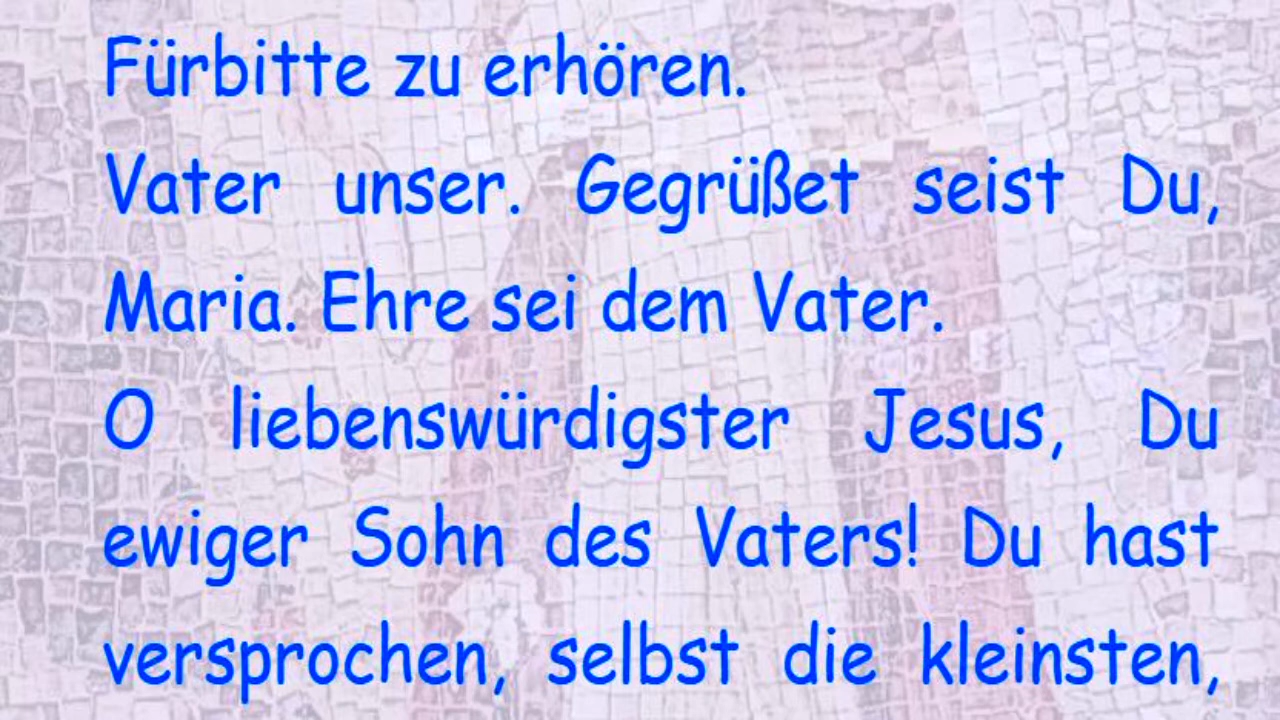 Fürbitte zu erhören.
Vater unser. Gegrüßet seist Du,
Maria. Ehre sei dem Vater.
O liebenswürdigster Jesus, Du
ewiger Sohn des Vaters! Du hast
versprochen, selbst die kleinsten,